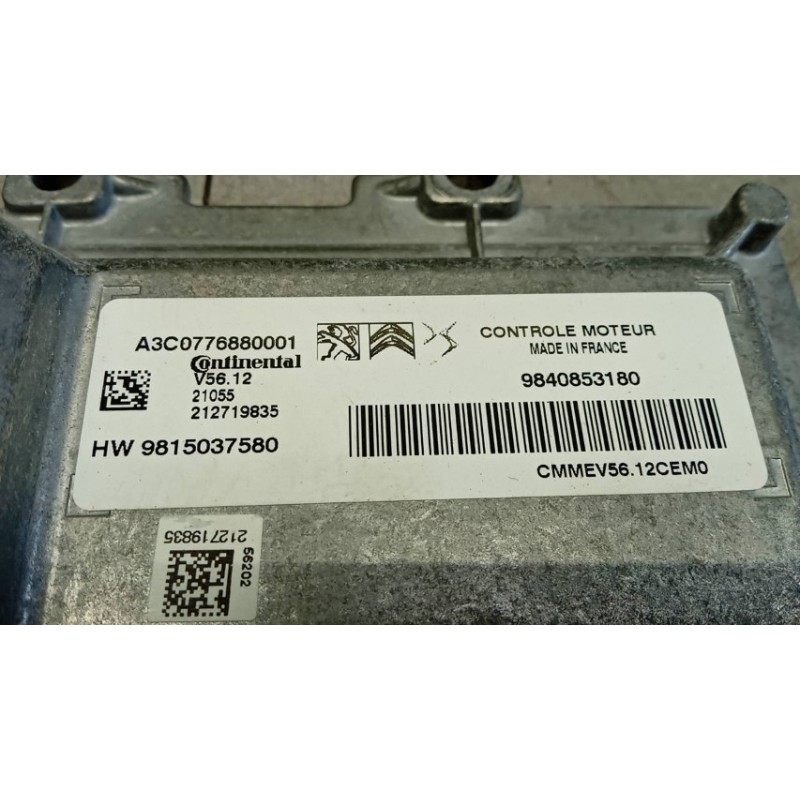 A3C0776880001
Continental
V56.12
21055
212719835
HW 9815037580
CONTROLE MOTEUR
MADE IN FRANCE
9840853180
CMMEV56.12CEM0
212719835
56202